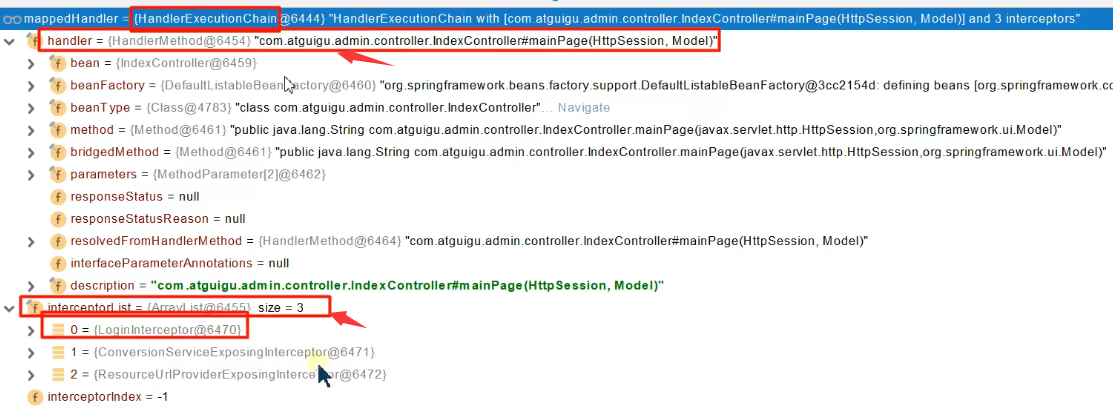 mappedHandler = {HandlerExecutionChain@6444} "HandlerExecutionChain with [com.atguigu.admin.controller.IndexController#mainPage(HttpSession, Model)] and 3 interceptors"
handler = {HandlerMethod@6454} "com.atguigu.admin.controller.IndexController#mainPage(HttpSession, Model)"
bean = {IndexController@6459}
beanFactory = {DefaultListableBeanFactory@6460} "org.springframework.beans.factory.support.DefaultListableBeanFactory@3cc2154d: defining beans [org.springframework.co
beanType = {Class@4783} "class com.atguigu.admin.controller.IndexController"... Navigate
method = {Method@6461} "public java.lang.String com.atguigu.admin.controller.IndexController.mainPage(javax.servlet.http.HttpSession,org.springframework.ui.Model)"
bridgedMethod = {Method@6461} "public java.lang.String com.atguigu.admin.controller.IndexController.mainPage(javax.servlet.http.HttpSession,org.springframework.ui.Model)"
parameters = {MethodParameter[2]@6462}
responseStatus = null
responseStatusReason = null
resolvedFromHandlerMethod = {HandlerMethod@6464} "com.atguigu.admin.controller.IndexController#mainPage(HttpSession, Model)"
interfaceParameterAnnotations = null
description = "com.atguigu.admin.controller.IndexController#mainPage(HttpSession, Model)"
interceptorList = {ArrayList@6455} size = 3
0 = {LoginInterceptor@6470}
1 = {ConversionServiceExposingInterceptor@6471}
2 = {ResourceUrlProviderExposingInterceptor@6472}
interceptorIndex = -1